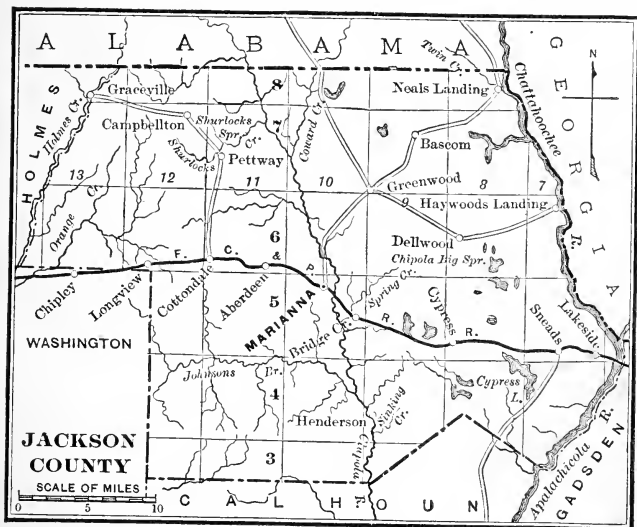 ALABAMA
GEORGIA
N
Twin Cr.
Chattahoochee
R.
Neals Landing
Graceville
Holmes Cr.
HOLMES
Campbellton
Shurlocks
Spr. Cr.
Shurlocks
Pettway
Coward Cr.
Bascom
8
7
13
12
11
10
Greenwood
9
8
7
Haywoods Landing
Orange
Cr.
Dellwood
Chipola Big Spr.
6
F. C. & P. R. R.
Chipley
Longview
Cottondale
Aberdeen
5
MARIANNA
Spring Cr.
Bridge Cr.
Cypress
Sneads
Lakeside
WASHINGTON
Johnsons Br.
4
Cypress
L.
Henderson
Sinking
Cr.
Chipola
R.
3
JACKSON
COUNTY
SCALE OF MILES
0 5 10
CALHOUN
Apalachicola R.
GADSDEN